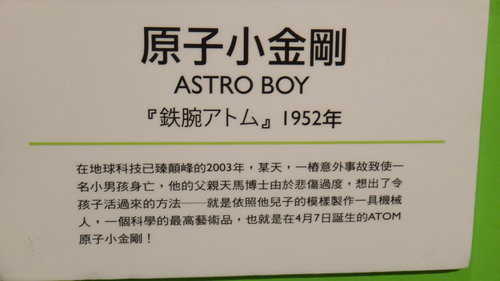 原子小金剛
ASTRO BOY
『鉄腕アトム』1952年
在地球科技已臻顛峰的2003年，某天，一樁意外事故致使一
名小男孩身亡，他的父親天馬博士由於悲傷過度，想出了令
孩子活過來的方法──就是依照他兒子的模樣製作一具機械
人，一個科學的最高藝術品，也就是在4月7日誕生的ATOM
原子小金剛！